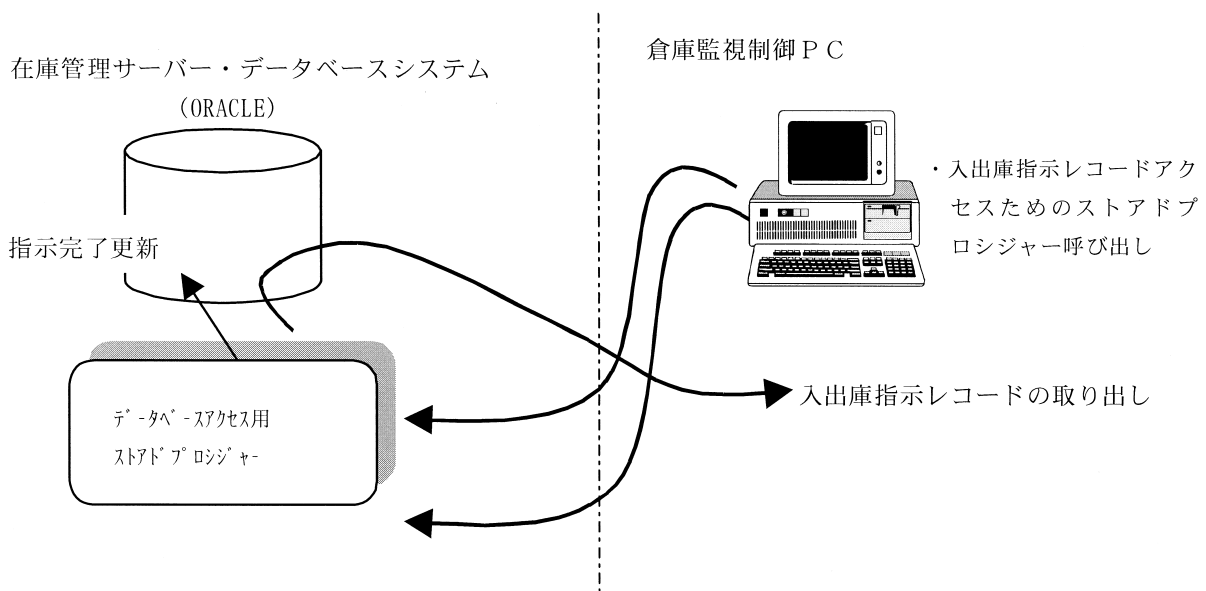 在庫管理サーバー・データベースシステム
(ORACLE)
指示完了更新
ﾃﾞｰﾀﾍﾞｰｽｱｸｾｽ用
ｽﾄｱﾄﾞﾌﾟﾛｼｼﾞｬｰ
倉庫監視制御ＰＣ
・入出庫指示レコードアク
セスためのストアドプ
ロシジャー呼び出し
入出庫指示レコードの取り出し